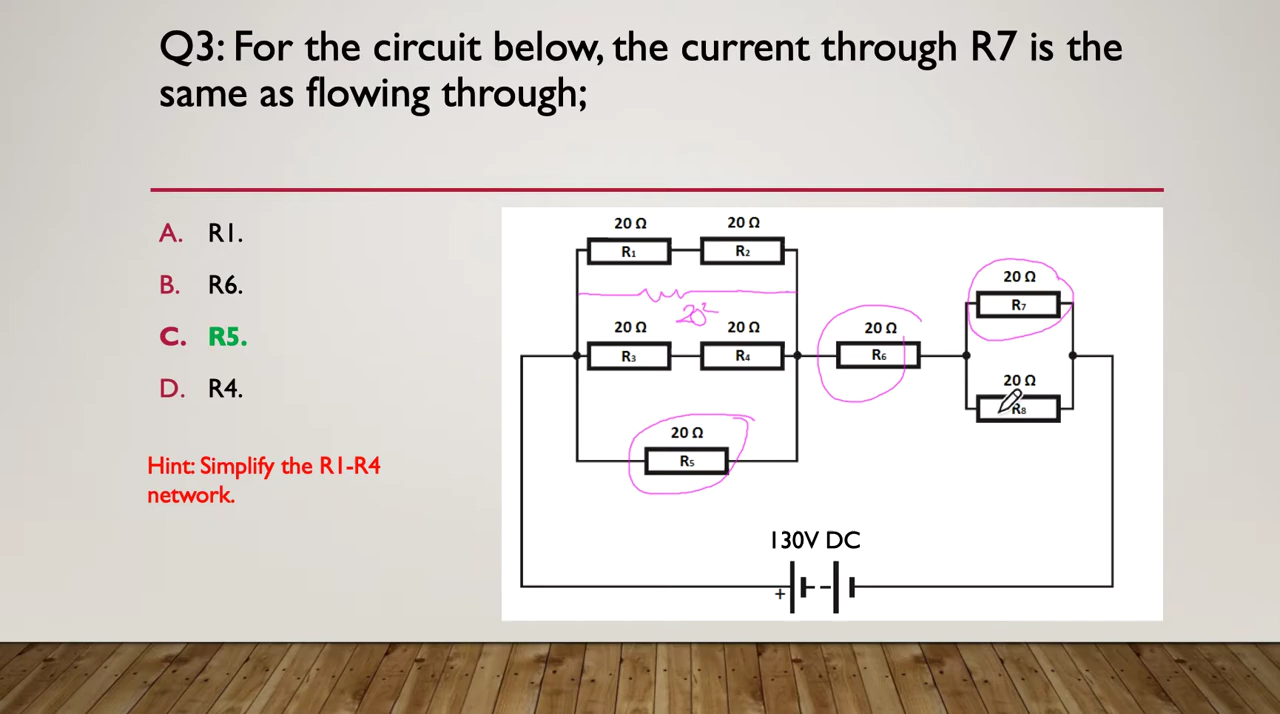 Q3: For the circuit below, the current through R7 is the
same as flowing through;
A. R1.
B. R6.
C. R5.
D. R4.
Hint: Simplify the R1-R4
network.
20 Ω 20 Ω
R1 R2
20 Ω 20 Ω
R3 R4
20 Ω
R5
20 Ω
R6
20 Ω
R7
20 Ω
R8
130V DC
+